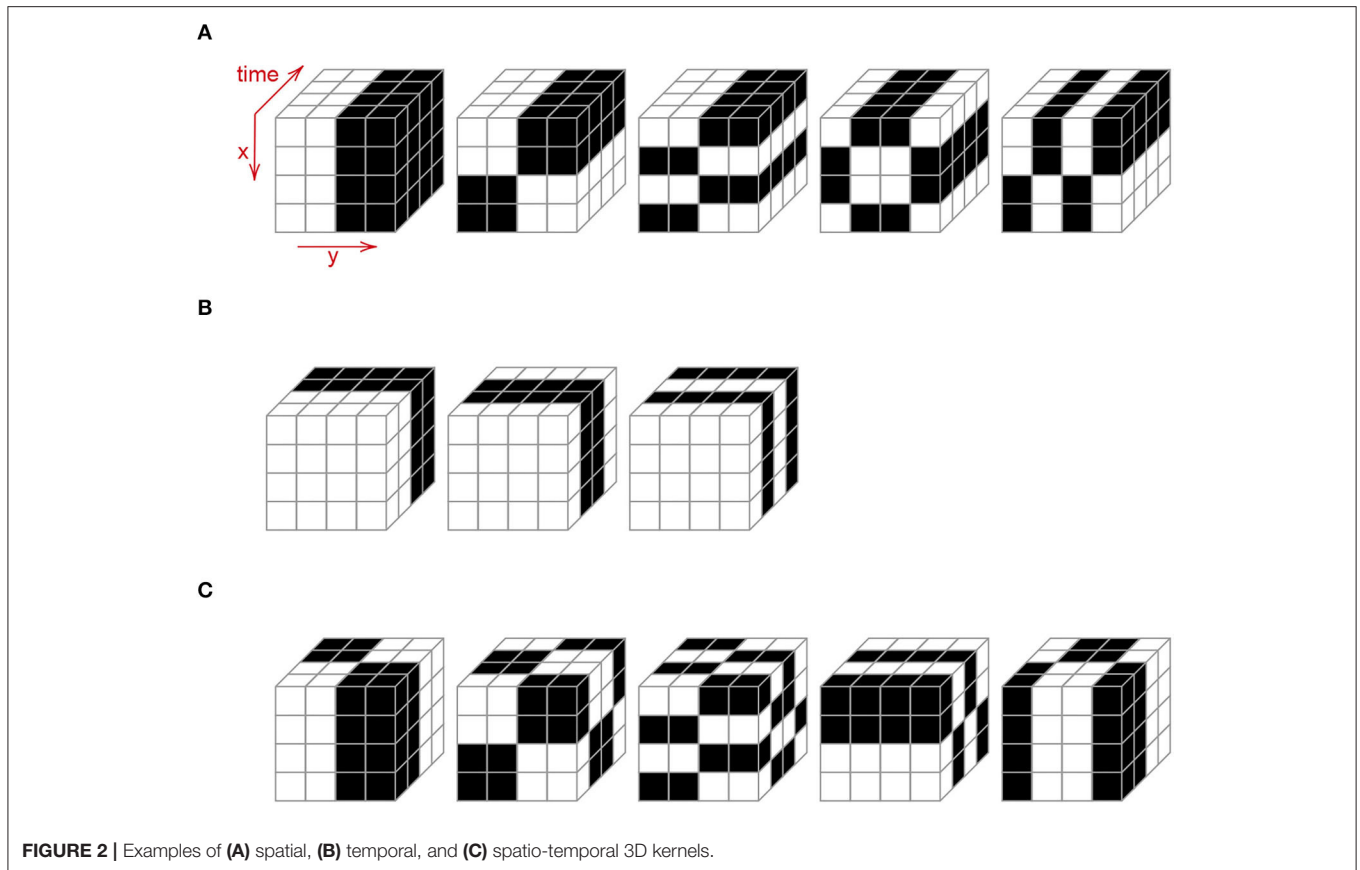 A
time
x
y
B
C
FIGURE 2 | Examples of (A) spatial, (B) temporal, and (C) spatio-temporal 3D kernels.